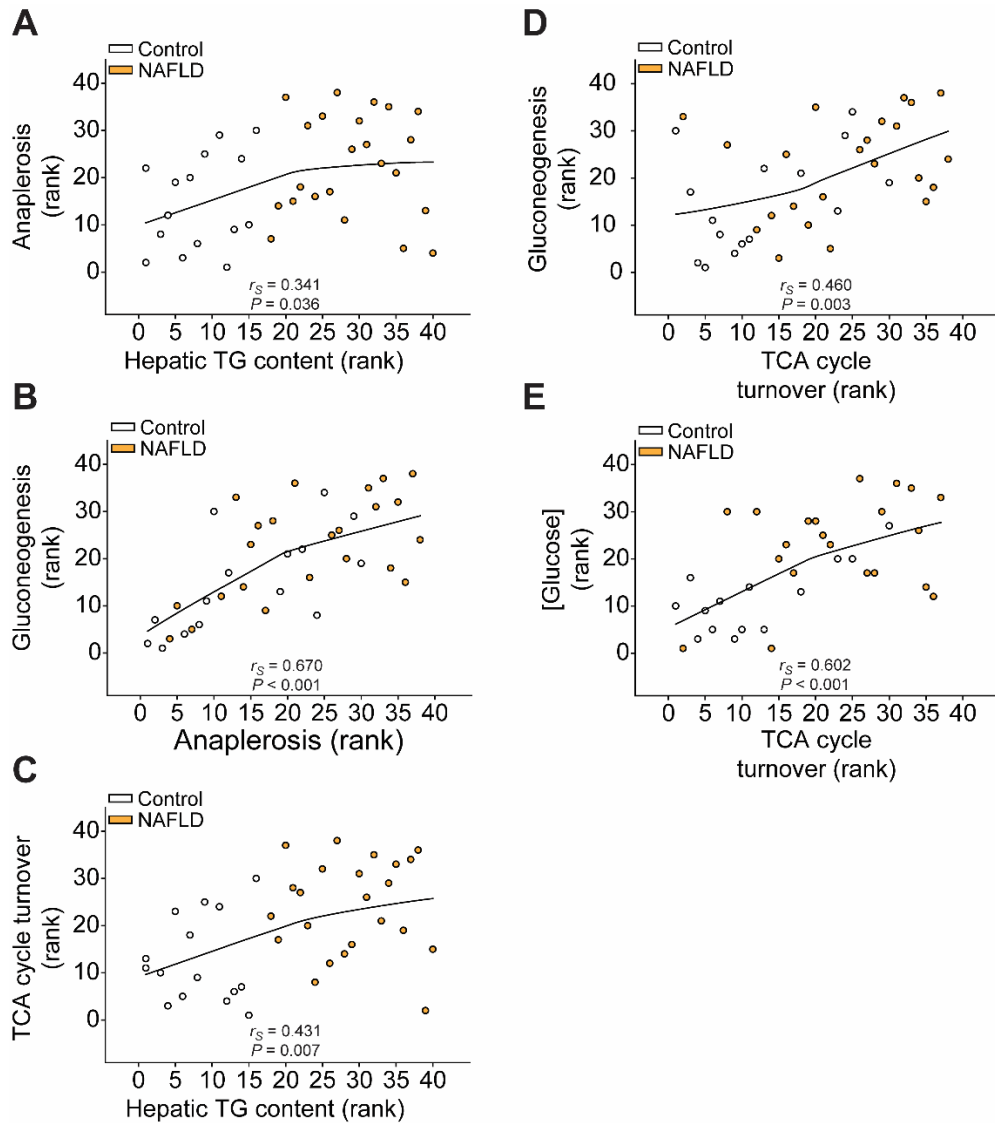 A
Control
NAFLD
Anaplerosis
(rank)
40
30
20
10
0
r_S = 0.341
P = 0.036
0 5 10 15 20 25 30 35 40
Hepatic TG content (rank)
B
Control
NAFLD
Gluconeogenesis
(rank)
40
30
20
10
0
r_S = 0.670
P < 0.001
0 5 10 15 20 25 30 35 40
Anaplerosis (rank)
C
Control
NAFLD
TCA cycle turnover
(rank)
40
30
20
10
0
r_S = 0.431
P = 0.007
0 5 10 15 20 25 30 35 40
Hepatic TG content (rank)
D
Control
NAFLD
Gluconeogenesis
(rank)
40
30
20
10
0
r_S = 0.460
P = 0.003
0 5 10 15 20 25 30 35 40
TCA cycle
turnover (rank)
E
Control
NAFLD
[Glucose]
(rank)
40
30
20
10
0
r_S = 0.602
P < 0.001
0 5 10 15 20 25 30 35 40
TCA cycle
turnover (rank)